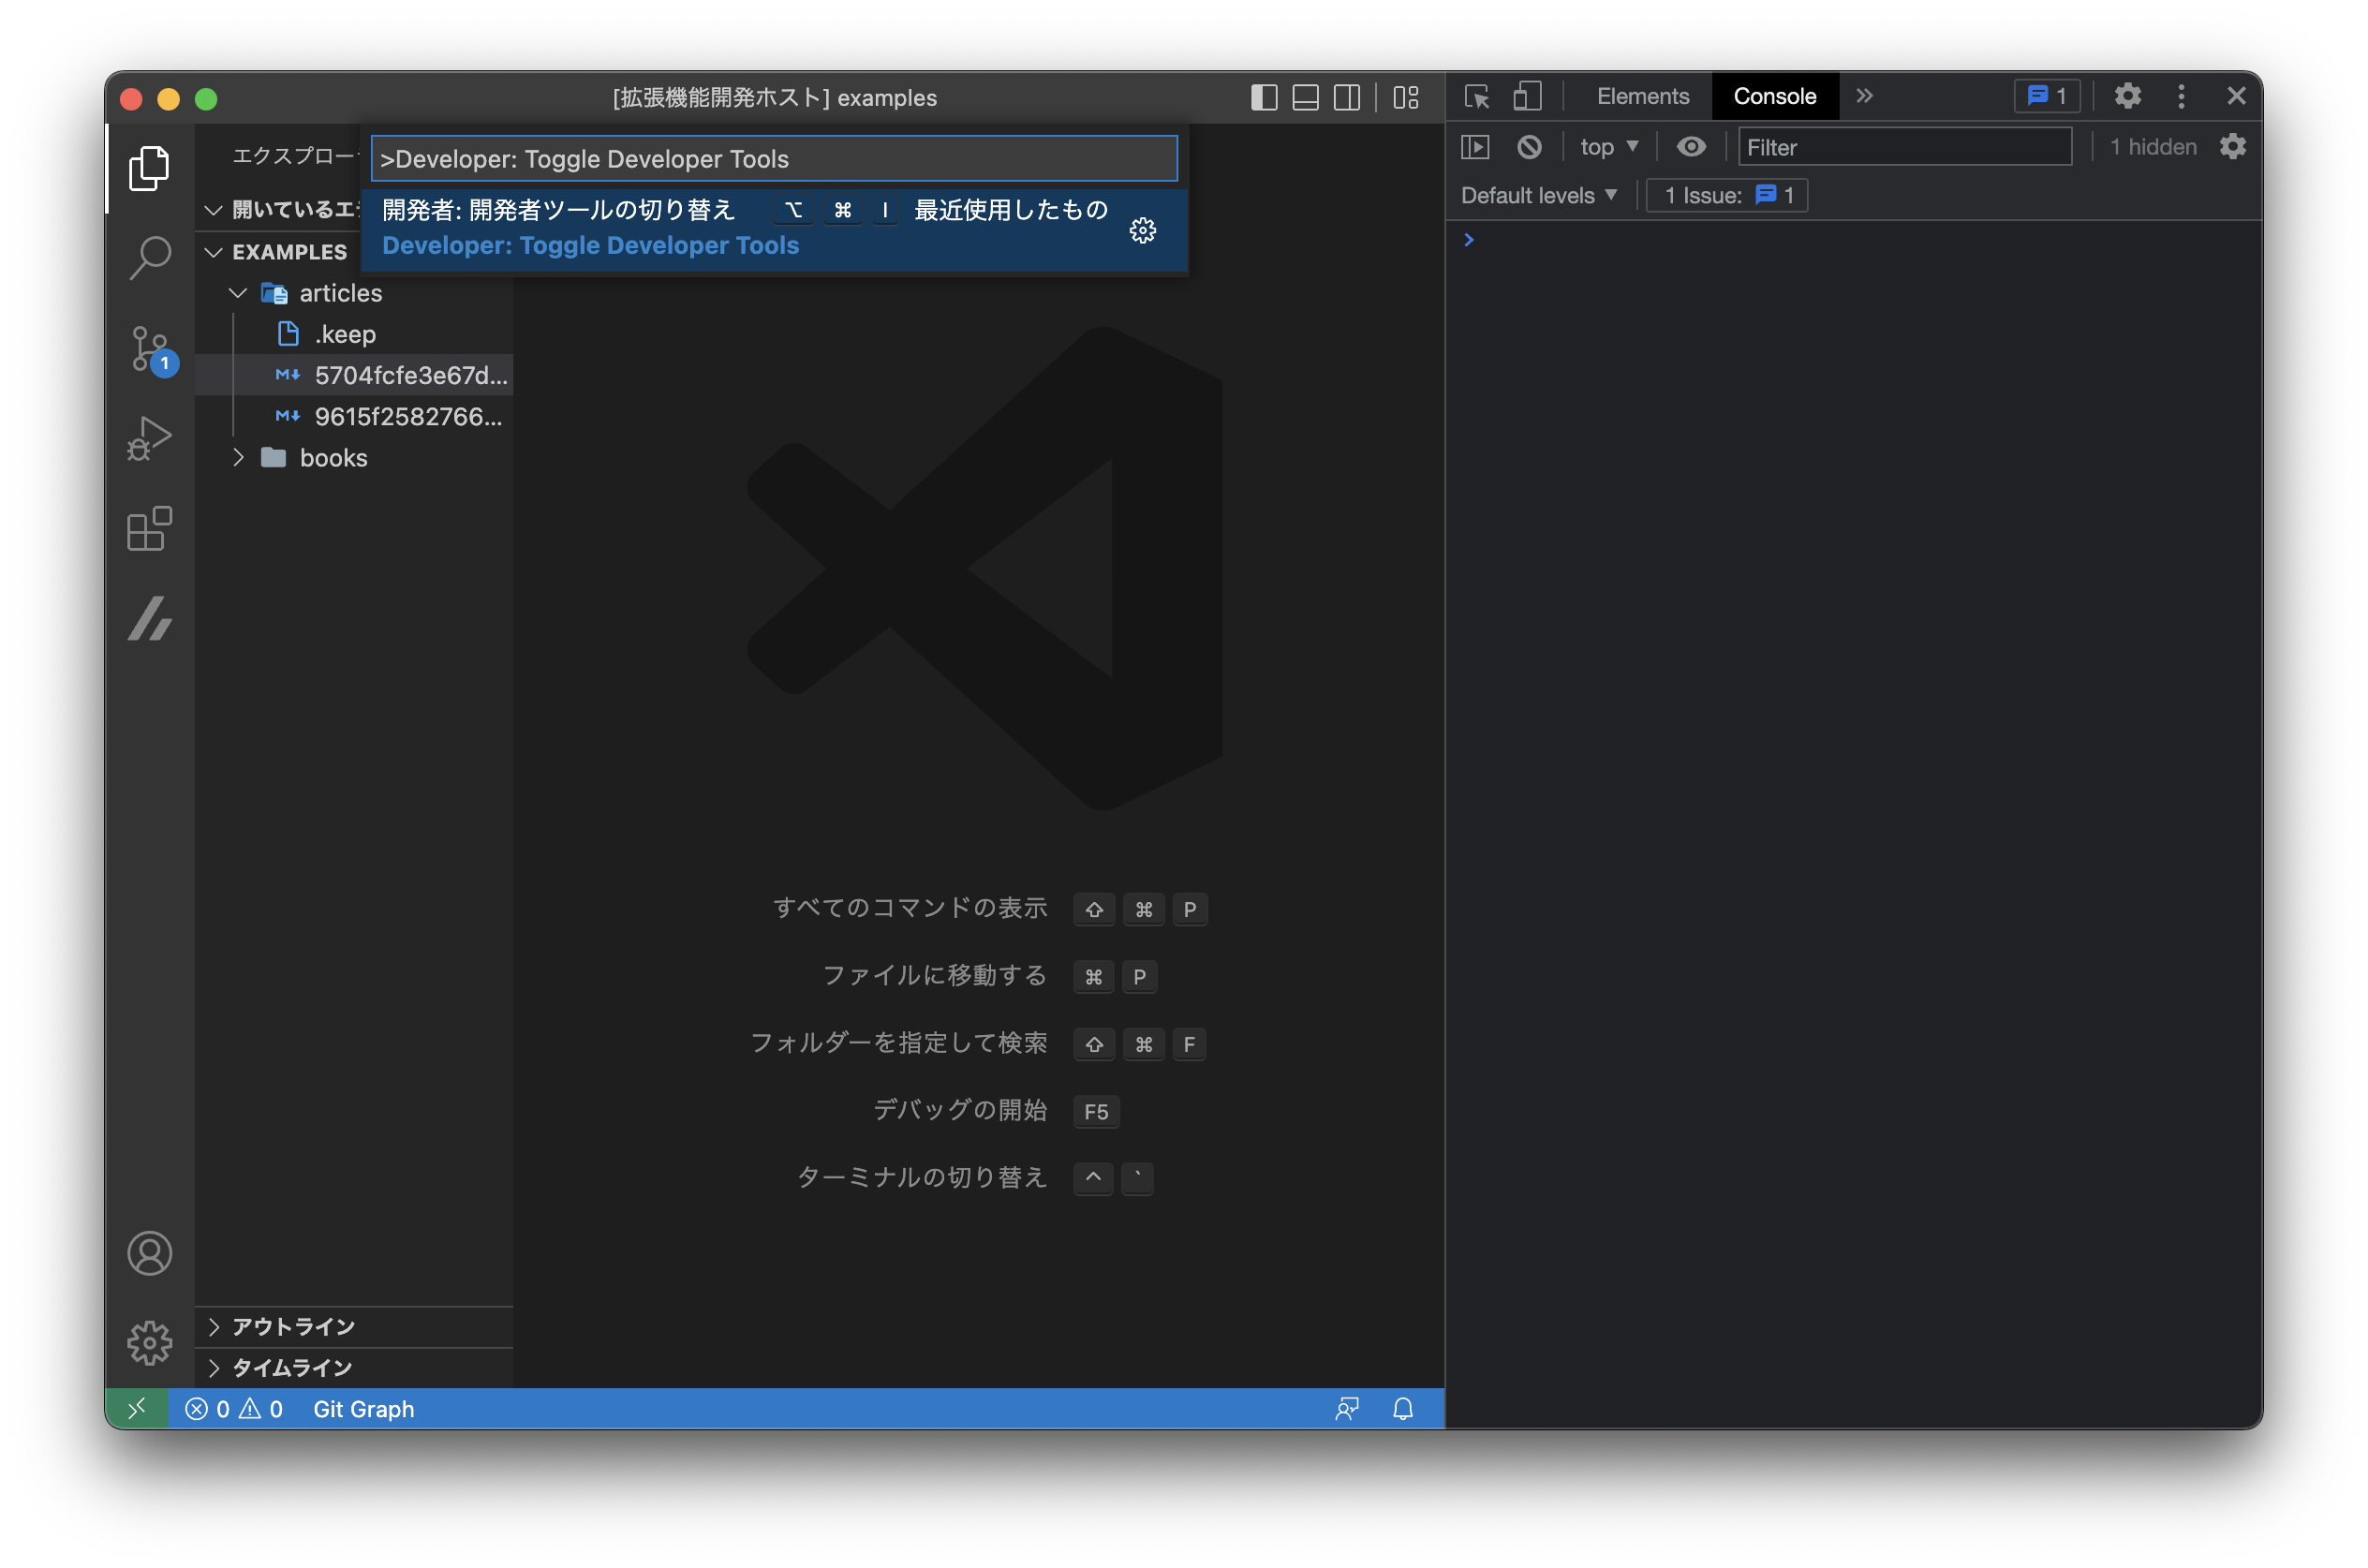 [拡張機能開発ホスト] examples
エクスプローラ
>Developer: Toggle Developer Tools
開発者: 開発者ツールの切り替え ⌥ ⌘ I 最近使用したもの
Developer: Toggle Developer Tools
開いているエ
EXAMPLES
articles
.keep
5704fcfe3e67d...
9615f2582766...
books
1
すべてのコマンドの表示 ⇧ ⌘ P
ファイルに移動する ⌘ P
フォルダーを指定して検索 ⇧ ⌘ F
デバッグの開始 F5
ターミナルの切り替え ^ `
アウトライン
タイムライン
0 0 Git Graph
Elements Console 1
top Filter 1 hidden
Default levels 1 Issue: 1